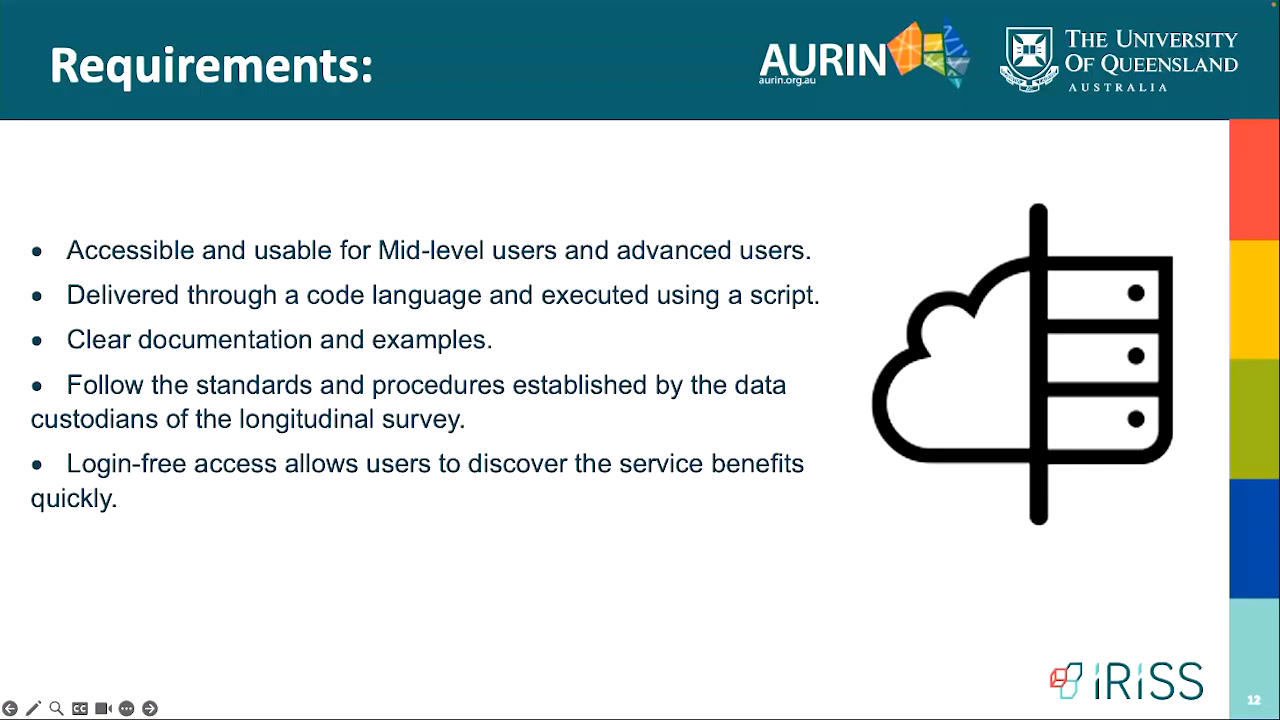 Requirements:
AURIN
aurin.org.au
THE UNIVERSITY
OF QUEENSLAND
AUSTRALIA
• Accessible and usable for Mid-level users and advanced users.
• Delivered through a code language and executed using a script.
• Clear documentation and examples.
• Follow the standards and procedures established by the data
custodians of the longitudinal survey.
• Login-free access allows users to discover the service benefits
quickly.
iRiSS
12
CC